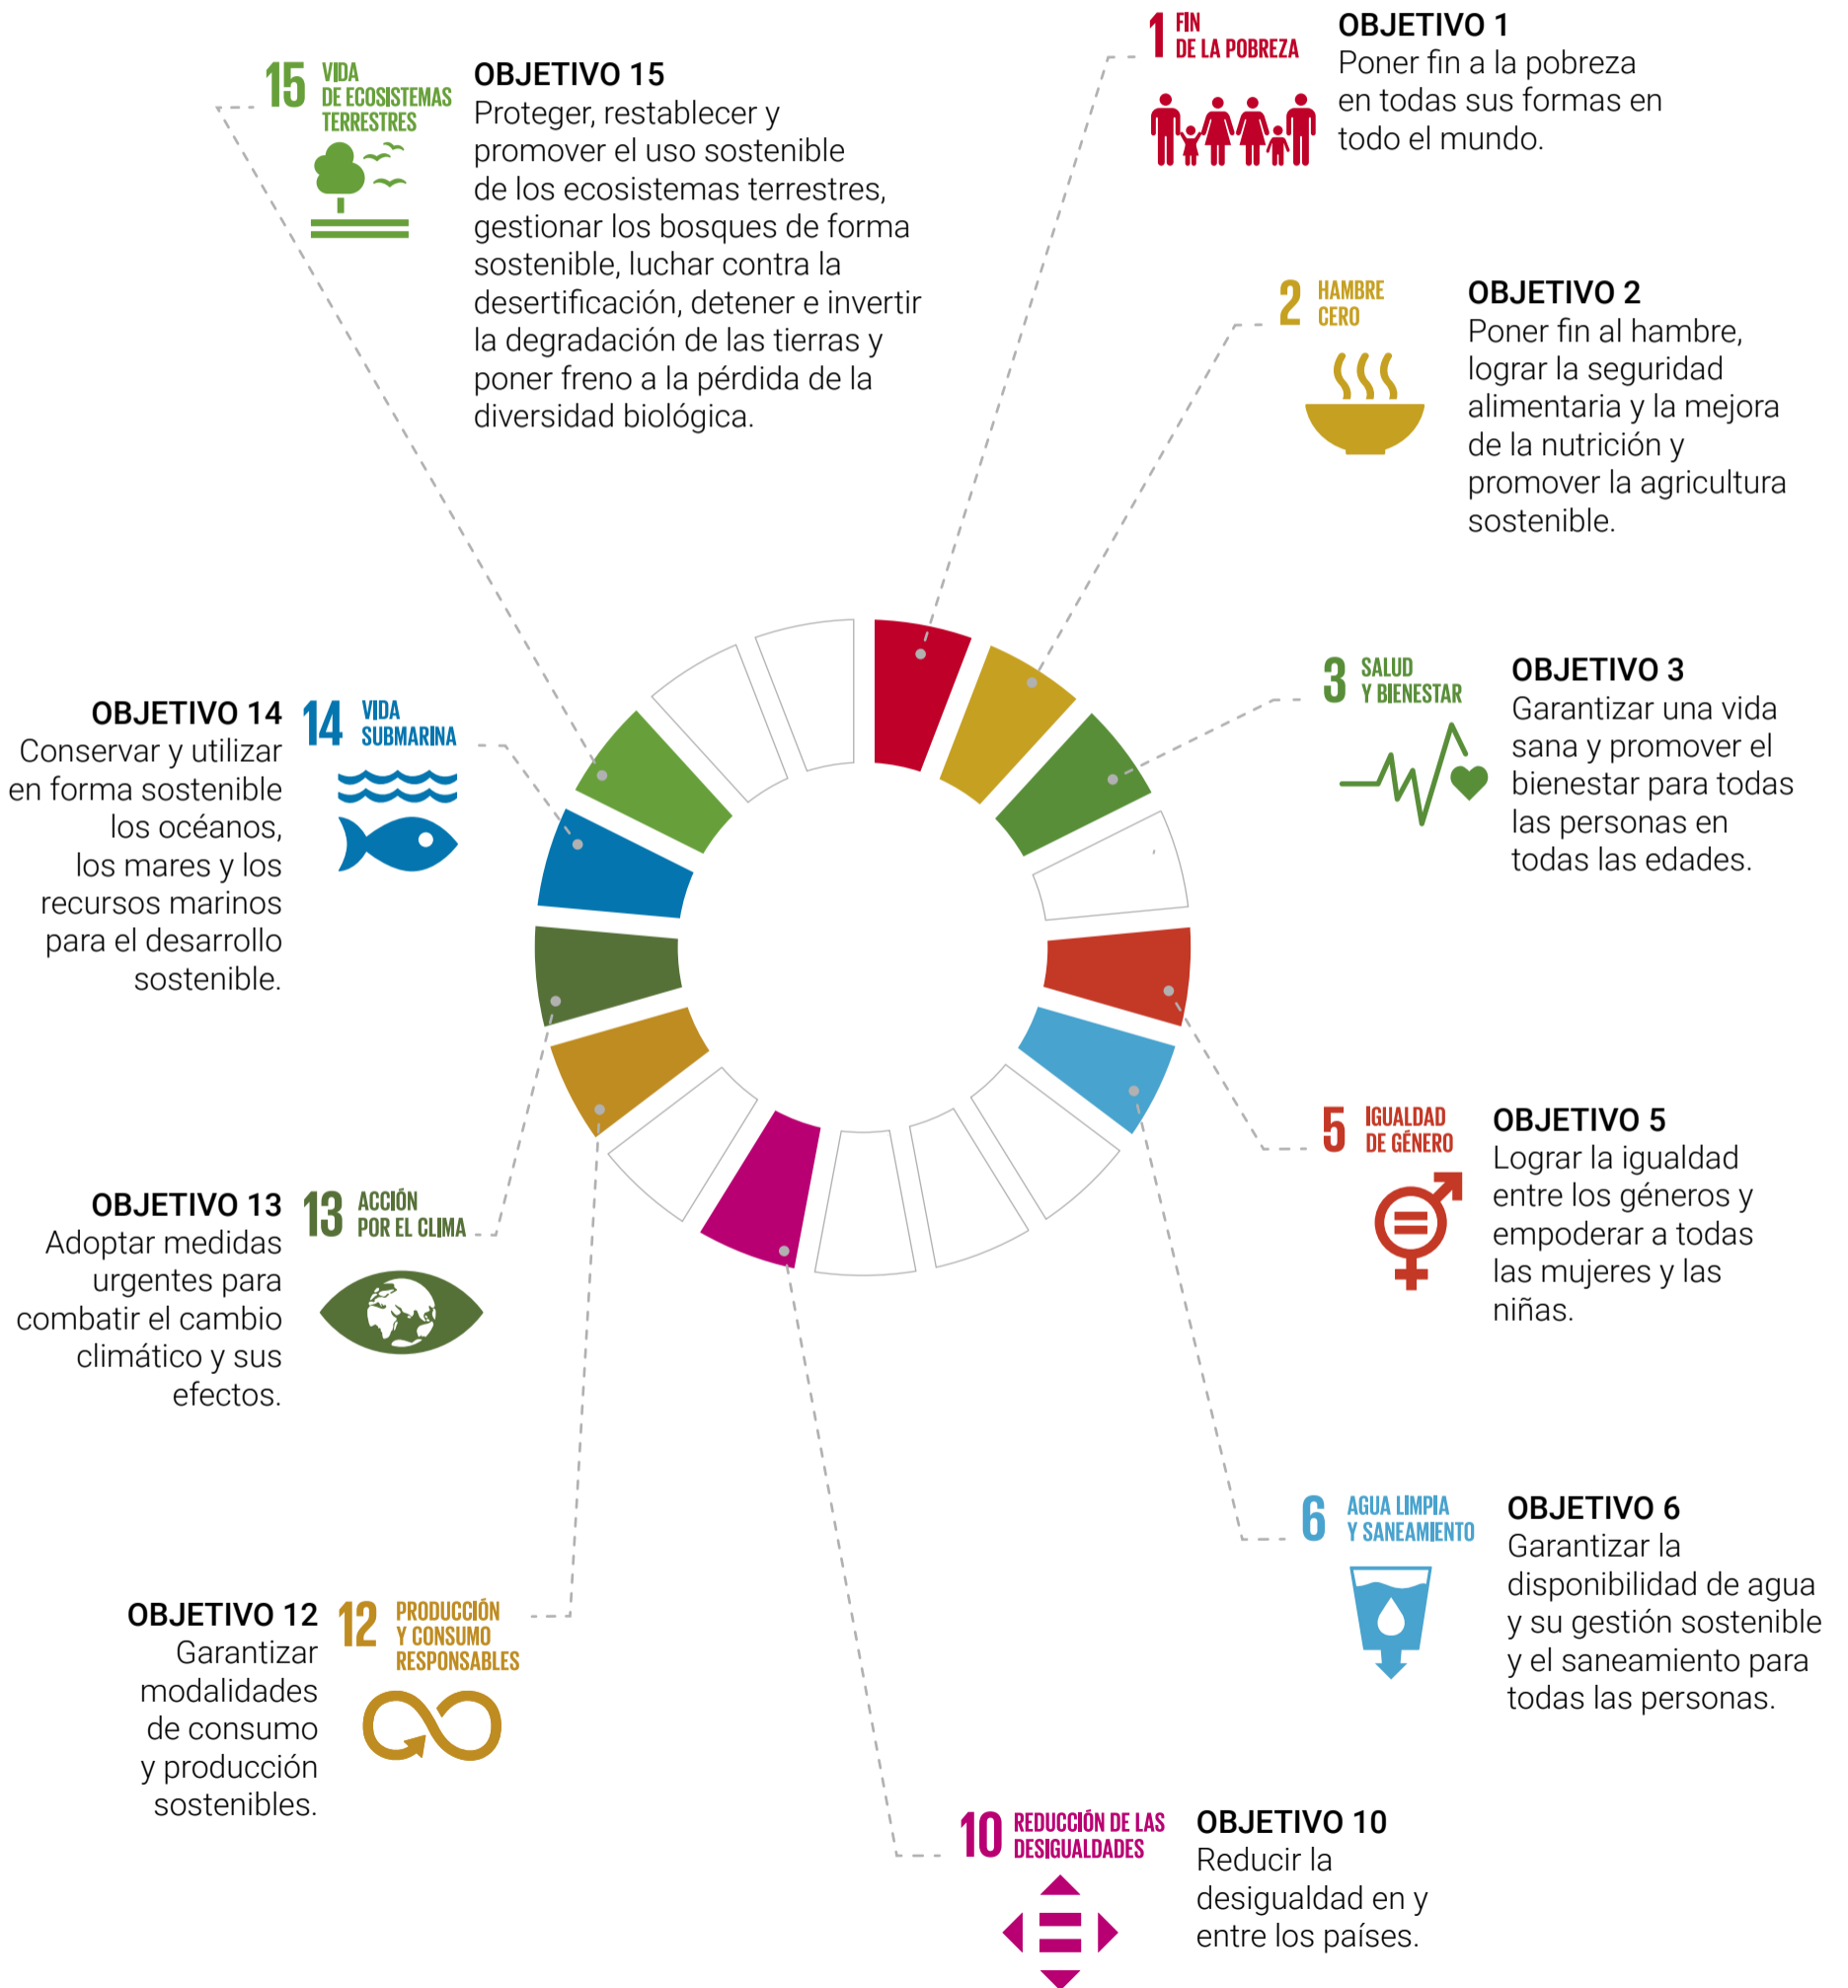 1 FIN
DE LA POBREZA
OBJETIVO 1
Poner fin a la pobreza
en todas sus formas en
todo el mundo.
15 VIDA
DE ECOSISTEMAS
TERRESTRES
OBJETIVO 15
Proteger, restablecer y
promover el uso sostenible
de los ecosistemas terrestres,
gestionar los bosques de forma
sostenible, luchar contra la
desertificación, detener e invertir
la degradación de las tierras y
poner freno a la pérdida de la
diversidad biológica.
2 HAMBRE
CERO
OBJETIVO 2
Poner fin al hambre,
lograr la seguridad
alimentaria y la mejora
de la nutrición y
promover la agricultura
sostenible.
3 SALUD
Y BIENESTAR
OBJETIVO 3
Garantizar una vida
sana y promover el
bienestar para todas
las personas en
todas las edades.
OBJETIVO 14
Conservar y utilizar
en forma sostenible
los océanos,
los mares y los
recursos marinos
para el desarrollo
sostenible.
14 VIDA
SUBMARINA
5 IGUALDAD
DE GÉNERO
OBJETIVO 5
Lograr la igualdad
entre los géneros y
empoderar a todas
las mujeres y las
niñas.
OBJETIVO 13
Adoptar medidas
urgentes para
combatir el cambio
climático y sus
efectos.
13 ACCIÓN
POR EL CLIMA
6 AGUA LIMPIA
Y SANEAMIENTO
OBJETIVO 6
Garantizar la
disponibilidad de agua
y su gestión sostenible
y el saneamiento para
todas las personas.
OBJETIVO 12
Garantizar
modalidades
de consumo
y producción
sostenibles.
12 PRODUCCIÓN
Y CONSUMO
RESPONSABLES
10 REDUCCIÓN DE LAS
DESIGUALDADES
OBJETIVO 10
Reducir la
desigualdad en y
entre los países.